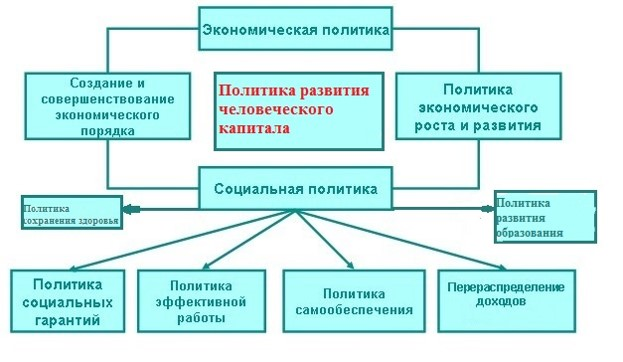 Экономическая политика
Создание и
совершенствование
экономического
порядка
Политика развития
человеческого
капитала
Политика
экономического
роста и развития
Социальная политика
Политика
сохранения здоровья
Политика
развития
образования
Политика
социальных
гарантий
Политика
эффективной
работы
Политика
самообеспечения
Перераспределение
доходов